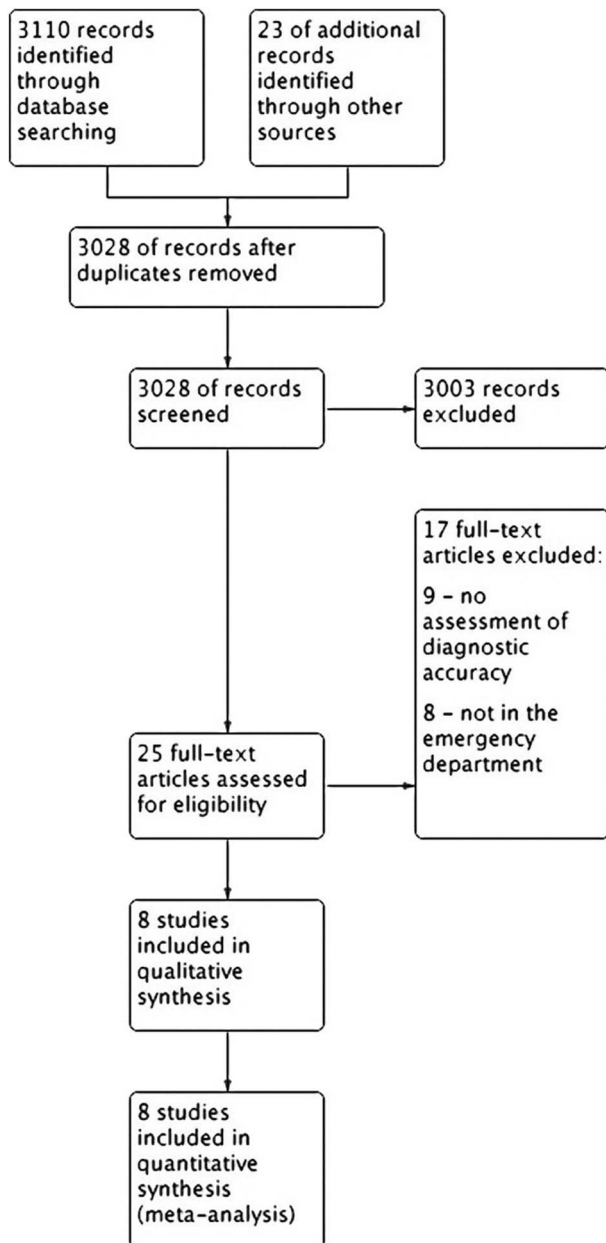 3110 records
identified
through
database
searching
23 of additional
records
identified
through other
sources
3028 of records after
duplicates removed
3028 of records
screened
3003 records
excluded
17 full-text
articles excluded:
9 – no
assessment of
diagnostic
accuracy
8 – not in the
emergency
department
25 full-text
articles assessed
for eligibility
8 studies
included in
qualitative
synthesis
8 studies
included in
quantitative
synthesis
(meta-analysis)